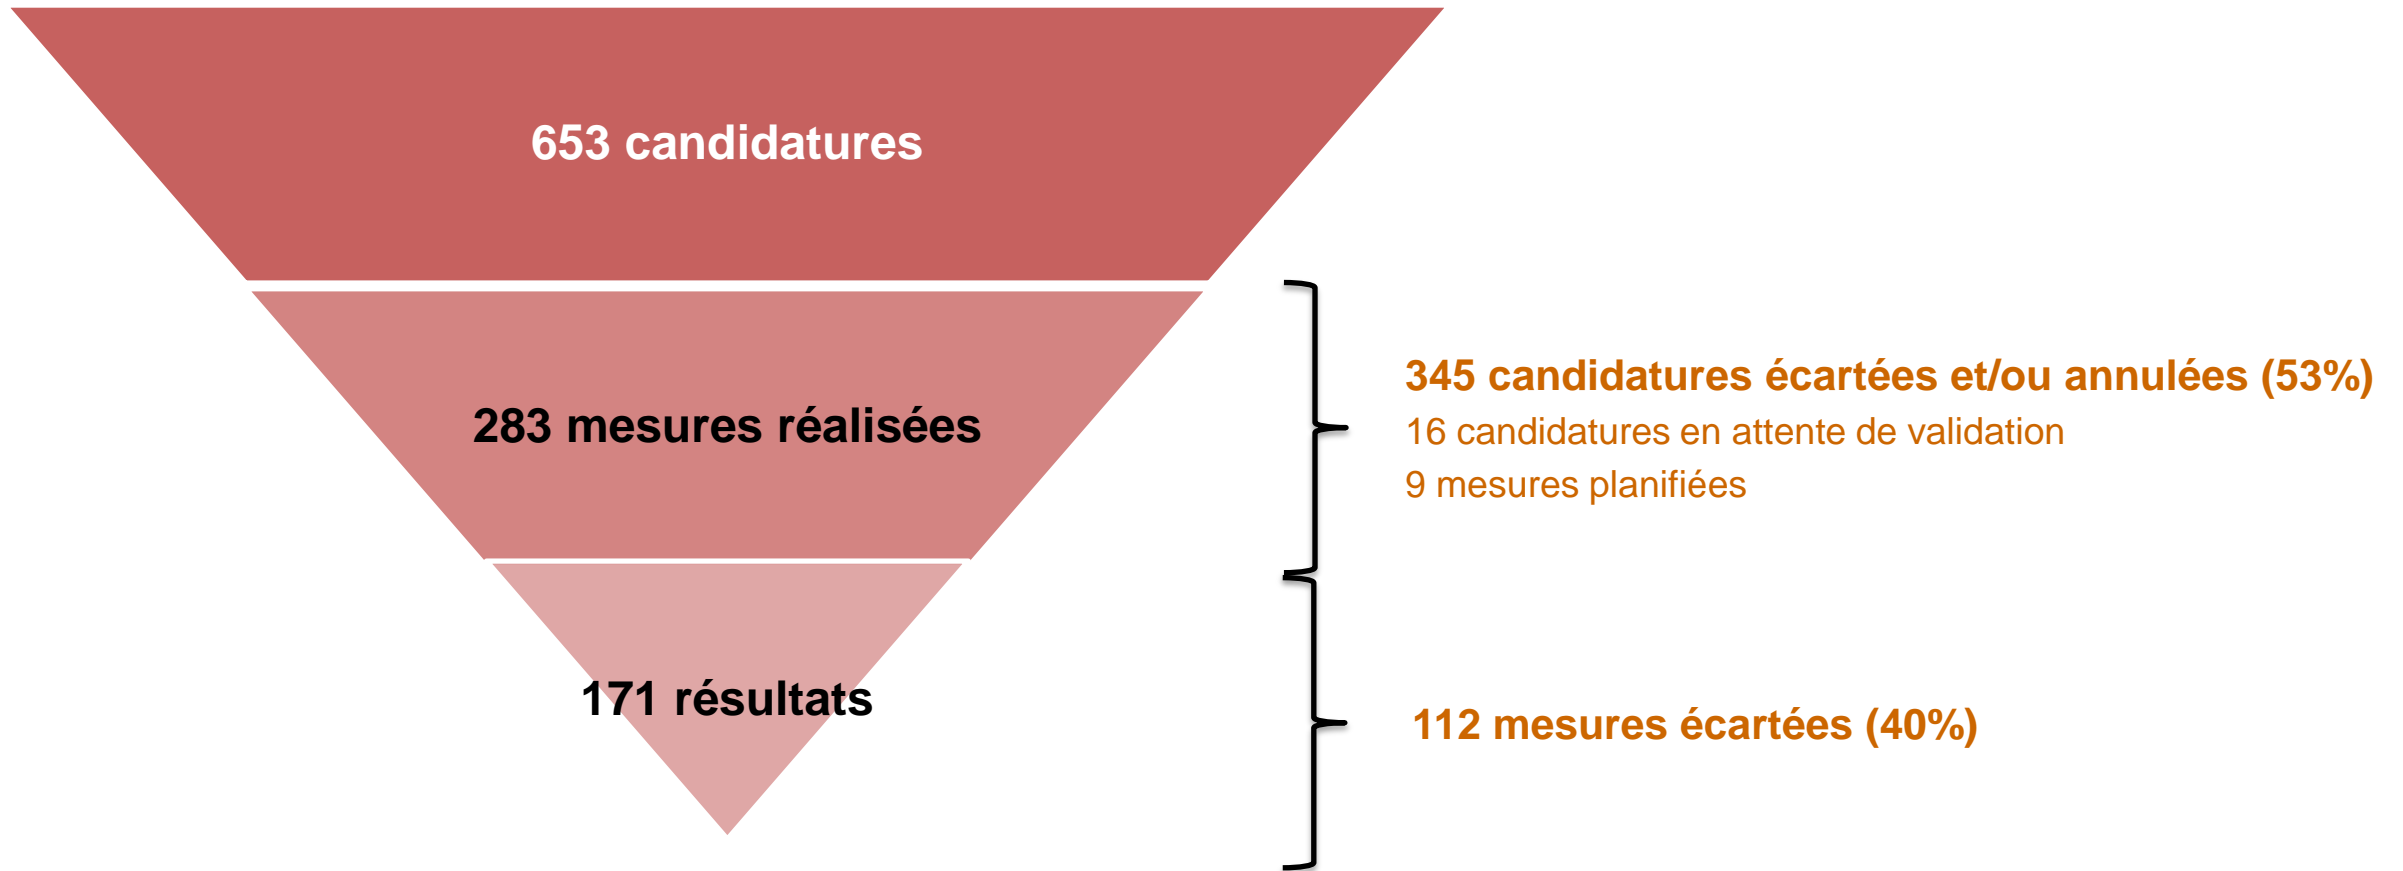 653 candidatures
283 mesures réalisées
345 candidatures écartées et/ou annulées (53%)
16 candidatures en attente de validation
9 mesures planifiées
171 résultats
112 mesures écartées (40%)